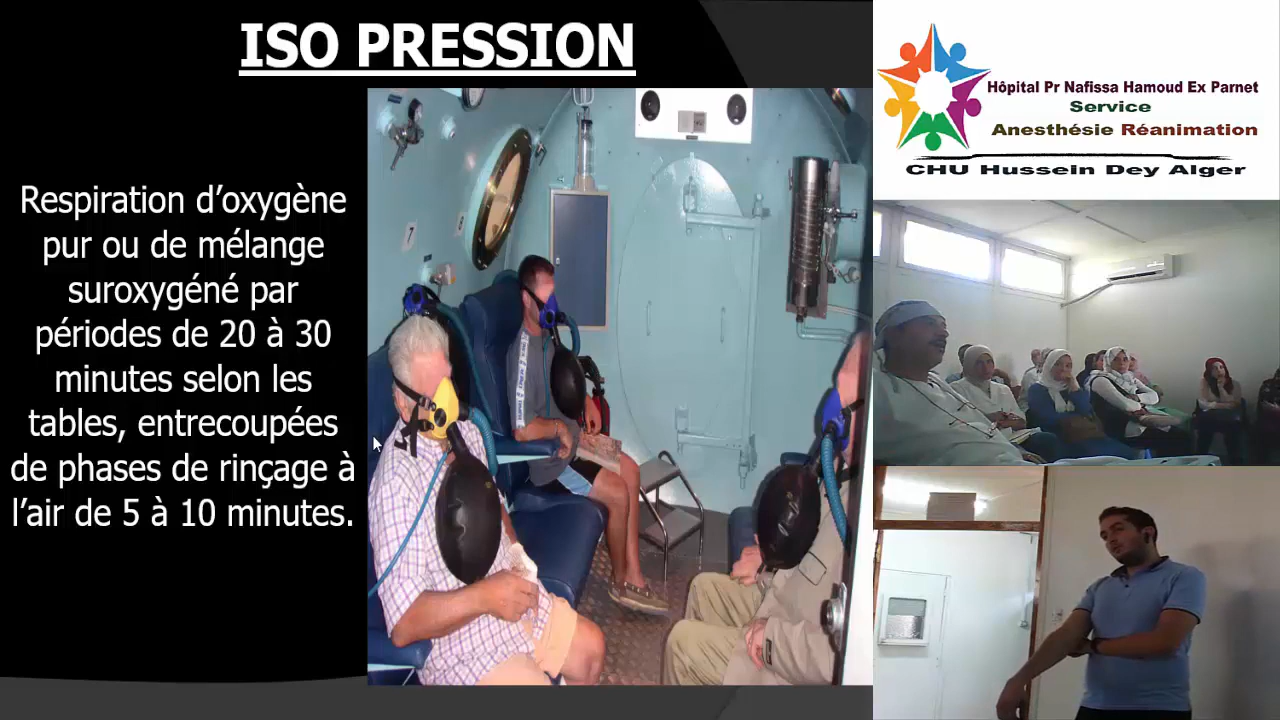 ISO PRESSION
Respiration d’oxygène
pur ou de mélange
suroxygéné par
périodes de 20 à 30
minutes selon les
tables, entrecoupées
de phases de rinçage à
l’air de 5 à 10 minutes.
7
Hôpital Pr Nafissa Hamoud Ex Parnet
Service
Anesthésie Réanimation
CHU Hussein Dey Alger